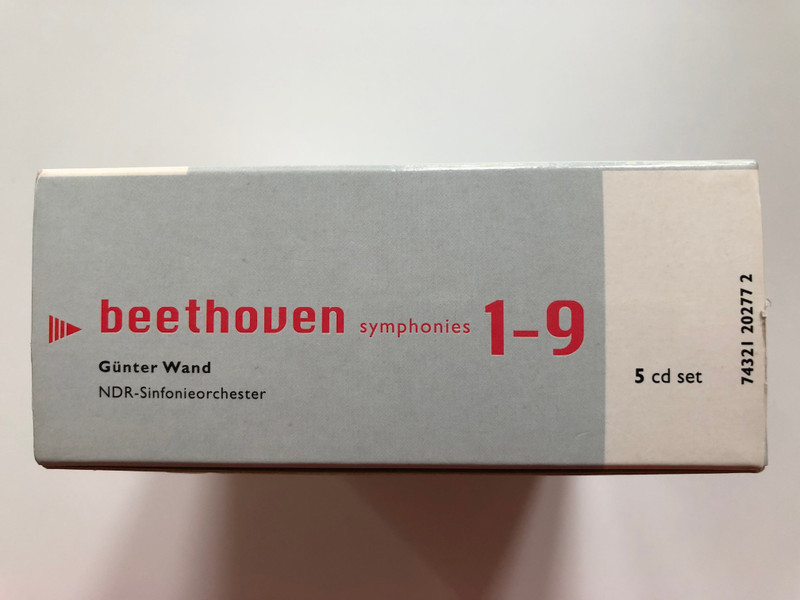 beethoven symphonies 1-9
Günter Wand
NDR-Sinfonieorchester
5 cd set
74321 20277 2